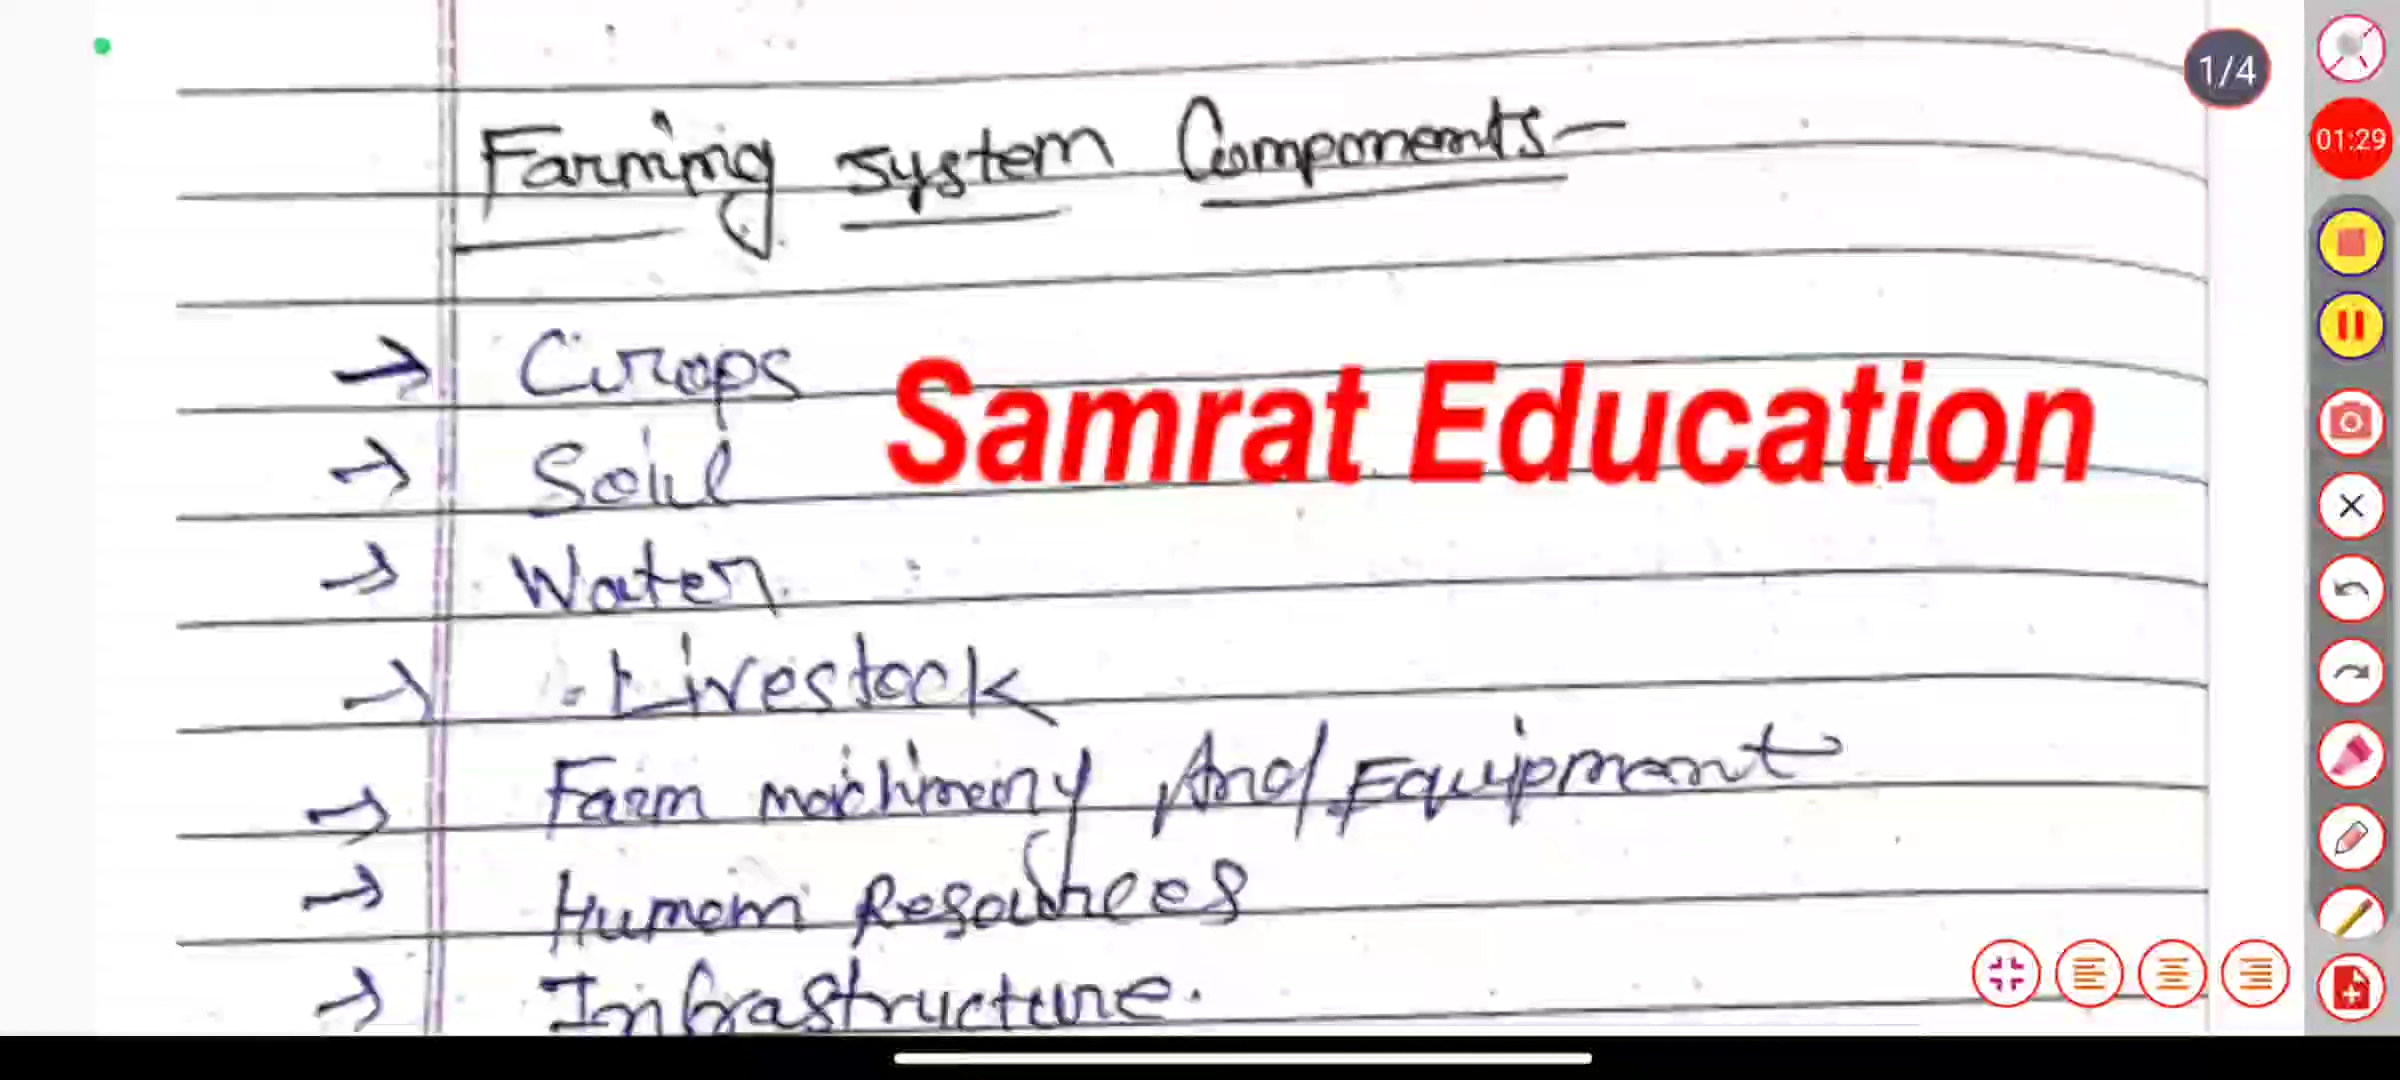 1/4
01:29
Farming system Components-
→ Crops
Samrat Education
→ Soil
→ Water.
→ Livestock
→ Farm machinery And Equipment
→ Human Resources
→ Infrastructure.